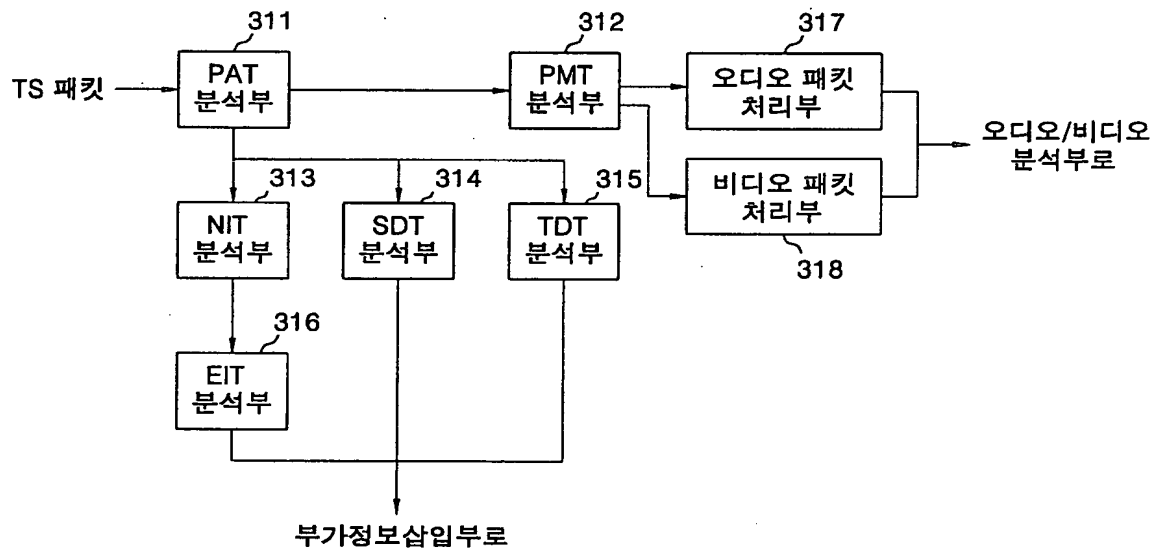 311
312
317
TS 패킷
PAT
분석부
PMT
분석부
오디오 패킷
처리부
오디오/비디오
분석부로
313
314
315
비디오 패킷
처리부
318
NIT
분석부
SDT
분석부
TDT
분석부
316
EIT
분석부
부가정보삽입부로